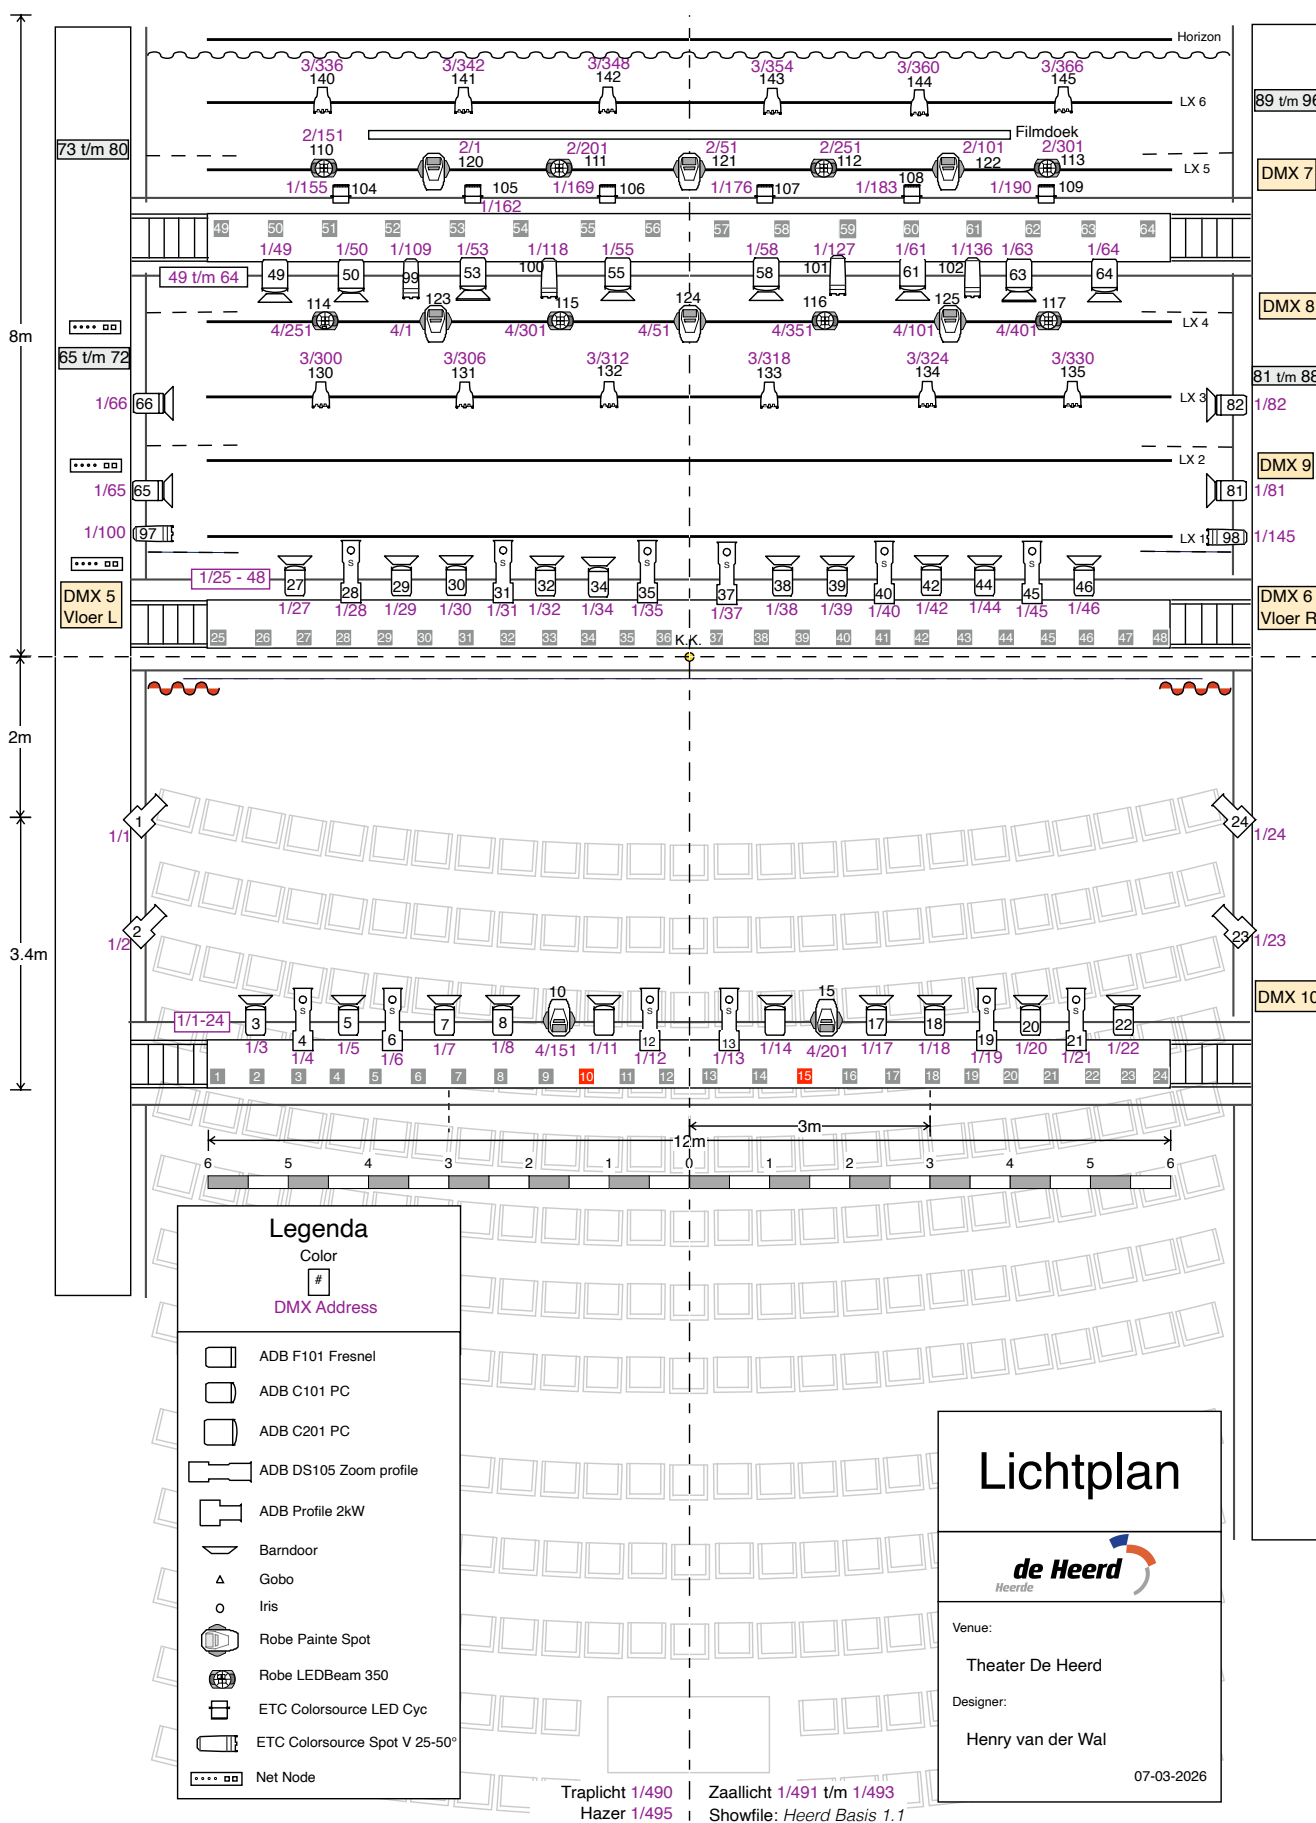 Horizon
3/336 3/342 3/348 3/354 3/360 3/366
140 141 142 143 144 145
LX 6
89 t/m 96
Filmdoek
73 t/m 80
2/151 2/1 2/201 2/51 2/251 2/101 2/301
110 120 111 121 112 122 113
LX 5
DMX 7
1/155 104 105 1/169 106 1/176 107 1/183 108 1/190 109
1/162
49 50 51 52 53 54 55 56 57 58 59 60 61 62 63 64
1/49 1/50 1/109 1/53 1/118 1/55 1/58 1/127 1/61 1/136 1/63 1/64
49 t/m 64
49 50 99 53 100 55 58 101 61 102 63 64
DMX 8
114 123 115 124 116 125 117
4/251 4/1 4/301 4/51 4/351 4/101 4/401
LX 4
8m
65 t/m 72
3/300 3/306 3/312 3/318 3/324 3/330
130 131 132 133 134 135
81 t/m 88
LX 3
1/66 66
82 1/82
LX 2
DMX 9
1/65 65
81 1/81
1/100 97
LX 1
98 1/145
1/25 - 48
27 28 29 30 31 32 34 35 37 38 39 40 42 44 45 46
1/27 1/28 1/29 1/30 1/31 1/32 1/34 1/35 1/37 1/38 1/39 1/40 1/42 1/44 1/45 1/46
DMX 5
Vloer L
DMX 6
Vloer R
25 26 27 28 29 30 31 32 33 34 35 36 K.K. 37 38 39 40 41 42 43 44 45 46 47 48
2m
1 1/1
24 1/24
2 1/2
23 1/23
3.4m
DMX 10
10 15
1/1-24
3 4 5 6 7 8 12 13 17 18 19 20 21 22
1/3 1/4 1/5 1/6 1/7 1/8 4/151 1/11 1/12 1/13 1/14 4/201 1/17 1/18 1/19 1/20 1/21 1/22
1 2 3 4 5 6 7 8 9 10 11 12 13 14 15 16 17 18 19 20 21 22 23 24
3m
12m
6 5 4 3 2 1 0 1 2 3 4 5 6
Legenda
Color
#
DMX Address
ADB F101 Fresnel
ADB C101 PC
ADB C201 PC
ADB DS105 Zoom profile
ADB Profile 2kW
Barndoor
Gobo
Iris
Robe Painte Spot
Robe LEDBeam 350
ETC Colorsource LED Cyc
ETC Colorsource Spot V 25-50°
Net Node
Lichtplan
de Heerd
Heerde
Venue:
Theater De Heerd
Designer:
Henry van der Wal
07-03-2026
Traplicht 1/490
Hazer 1/495
Zaallicht 1/491 t/m 1/493
Showfile: Heerd Basis 1.1